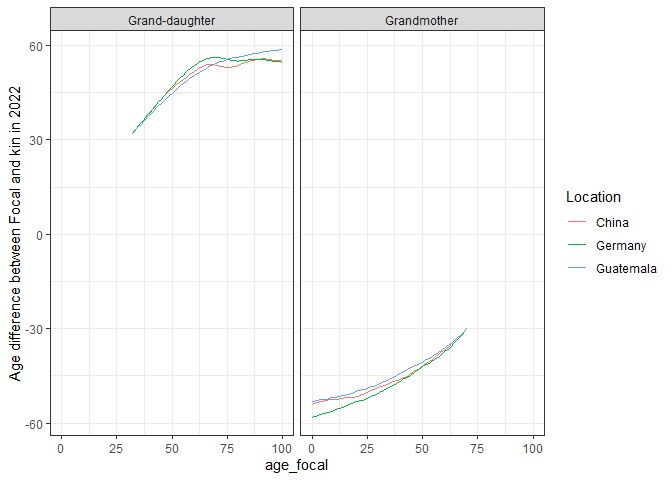 Grand-daughter
Grandmother
Age difference between Focal and kin in 2022
60
30
0
-30
-60
0
25
50
75
100
0
25
50
75
100
age_focal
Location
China
Germany
Guatemala